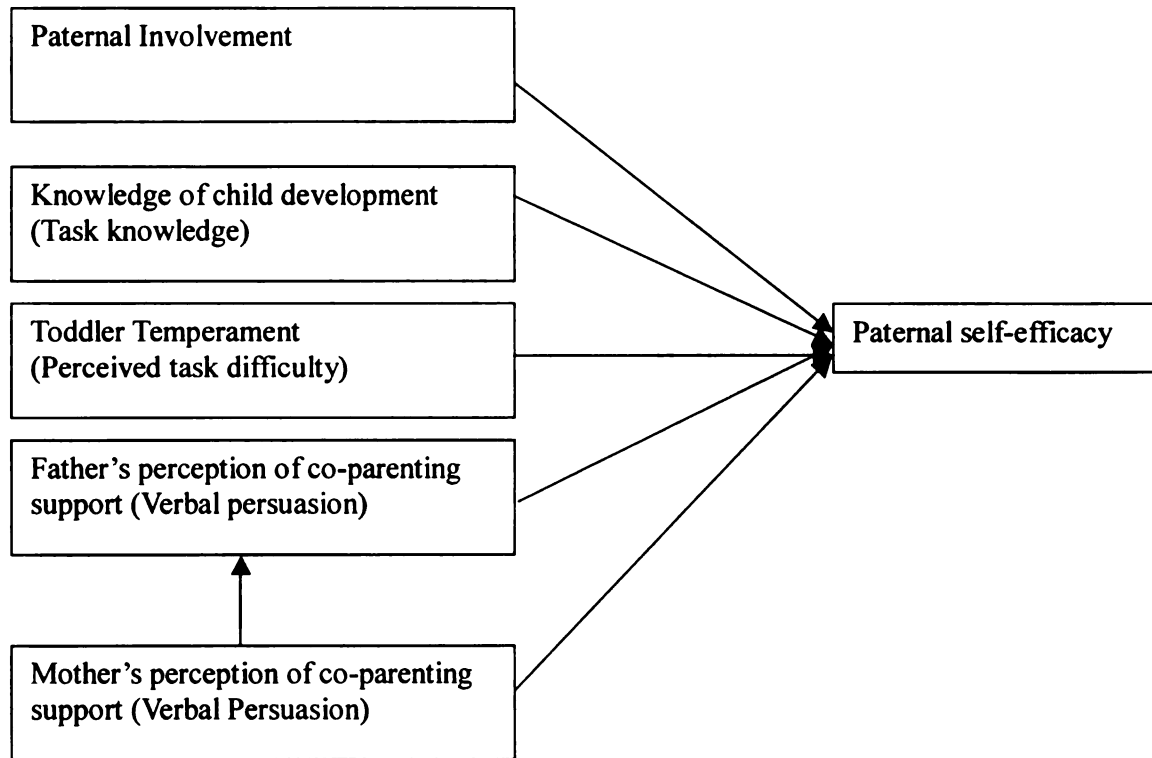 Paternal Involvement
Knowledge of child development
(Task knowledge)
Toddler Temperament
(Perceived task difficulty)
Paternal self-efficacy
Father’s perception of co-parenting
support (Verbal persuasion)
Mother’s perception of co-parenting
support (Verbal Persuasion)